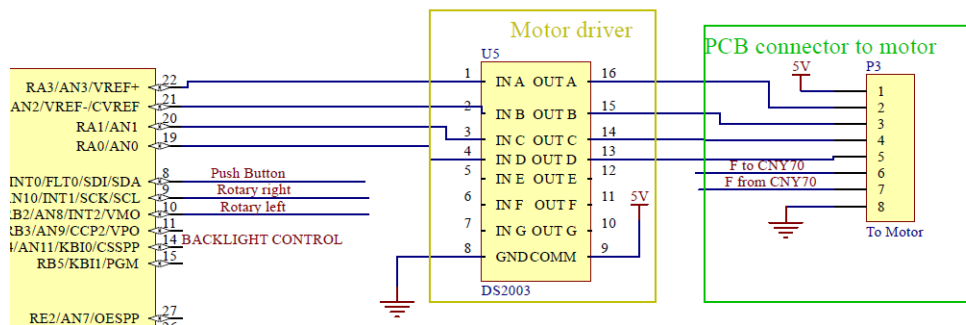 Motor driver
PCB connector to motor
U5
P3
5V
RA3/AN3/VREF+ 22
AN2/VREF-/CVREF 21
RA1/AN1 20
RA0/AN0 19
INT0/FLT0/SDI/SDA 8 Push Button
AN10/INT1/SCK/SCL 9 Rotary right
RB2/AN8/INT2/VMO 10 Rotary left
RB3/AN9/CCP2/VPO 11
4/AN11/KBI0/CSSPP 14 BACKLIGHT CONTROL
RB5/KBI1/PGM 15
RE2/AN7/OESPP 27
1 IN A OUT A 16
2 IN B OUT B 15
3 IN C OUT C 14
4 IN D OUT D 13
5 IN E OUT E 12
6 IN F OUT F 11
7 IN G OUT G 10
8 GND COMM 9
5V
DS2003
1
2
3
4
5
F to CNY70 6
F from CNY70 7
8
To Motor